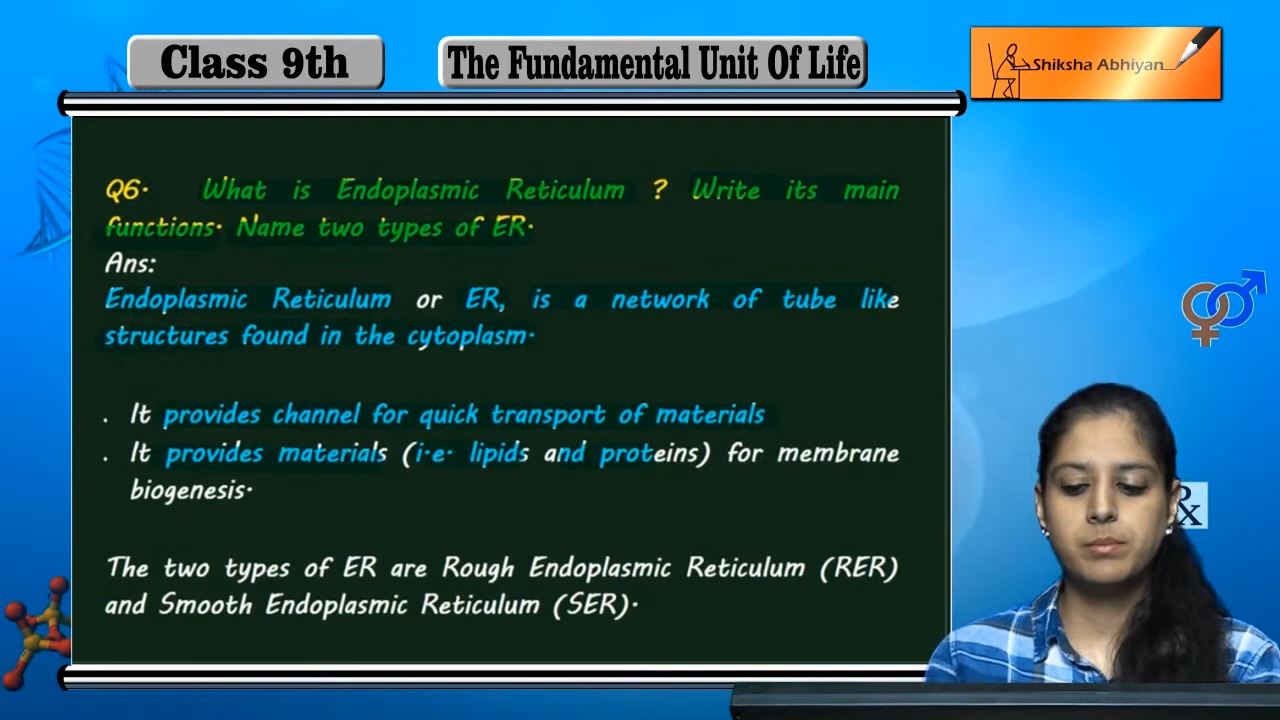 Class 9th
The Fundamental Unit Of Life
Shiksha Abhiyan
Q6. What is Endoplasmic Reticulum ? Write its main
functions. Name two types of ER.
Ans:
Endoplasmic Reticulum or ER, is a network of tube like
structures found in the cytoplasm.
. It provides channel for quick transport of materials
. It provides materials (i.e. lipids and proteins) for membrane
biogenesis.
The two types of ER are Rough Endoplasmic Reticulum (RER)
and Smooth Endoplasmic Reticulum (SER).